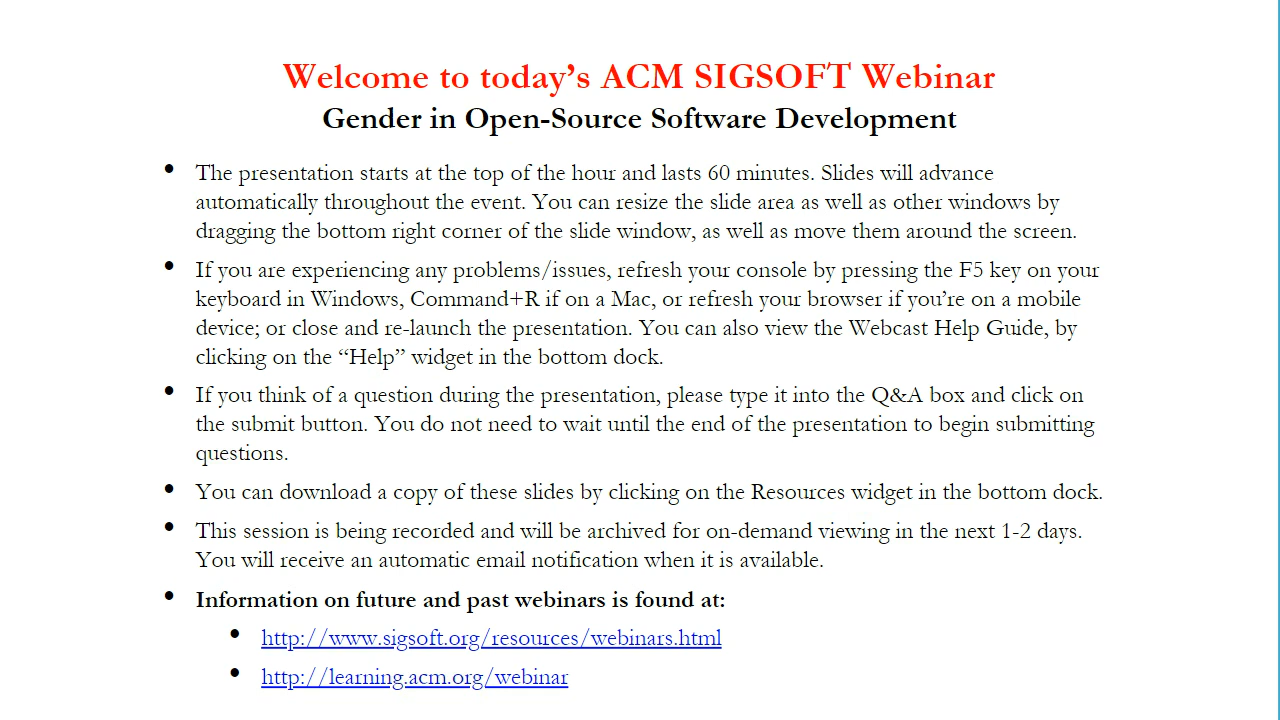 Welcome to today’s ACM SIGSOFT Webinar
Gender in Open-Source Software Development
• The presentation starts at the top of the hour and lasts 60 minutes. Slides will advance
automatically throughout the event. You can resize the slide area as well as other windows by
dragging the bottom right corner of the slide window, as well as move them around the screen.
• If you are experiencing any problems/issues, refresh your console by pressing the F5 key on your
keyboard in Windows, Command+R if on a Mac, or refresh your browser if you’re on a mobile
device; or close and re-launch the presentation. You can also view the Webcast Help Guide, by
clicking on the “Help” widget in the bottom dock.
• If you think of a question during the presentation, please type it into the Q&A box and click on
the submit button. You do not need to wait until the end of the presentation to begin submitting
questions.
• You can download a copy of these slides by clicking on the Resources widget in the bottom dock.
• This session is being recorded and will be archived for on-demand viewing in the next 1-2 days.
You will receive an automatic email notification when it is available.
• Information on future and past webinars is found at:
• http://www.sigsoft.org/resources/webinars.html
• http://learning.acm.org/webinar